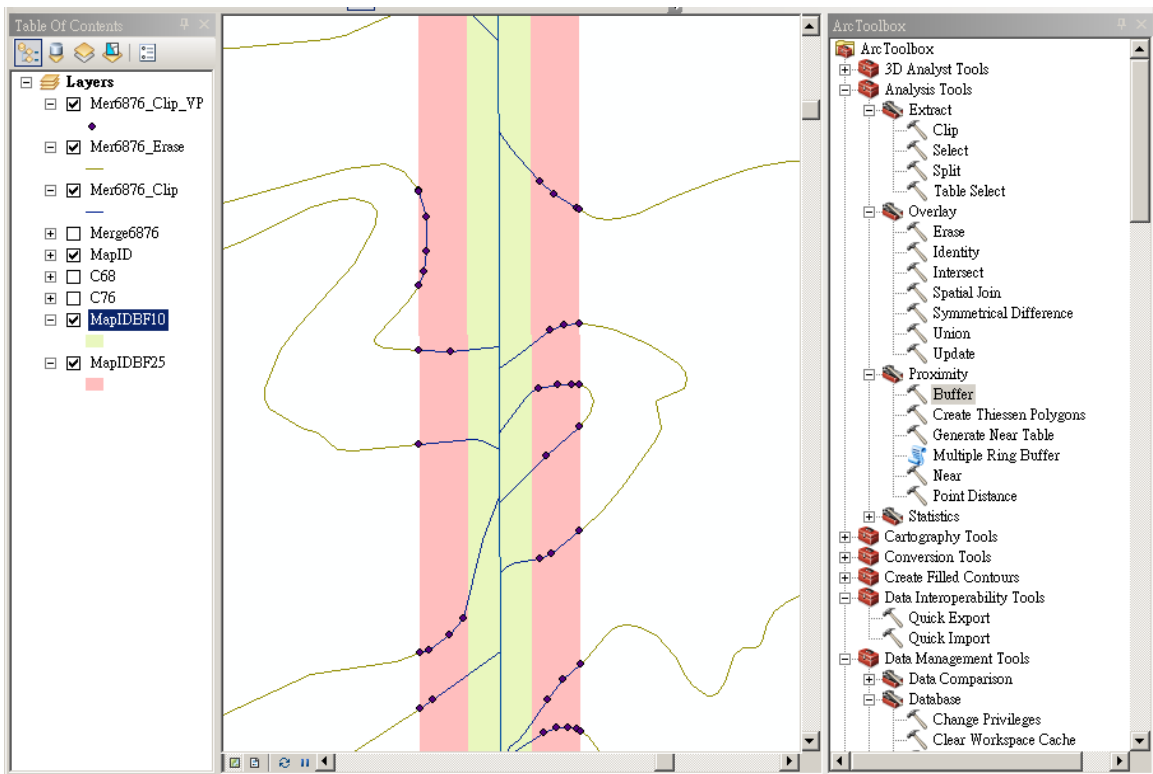 Table Of Contents
Layers
Mer6876_Clip_VP
Mer6876_Erase
Mer6876_Clip
Merge6876
MapID
C68
C76
MapIDBF10
MapIDBF25
ArcToolbox
ArcToolbox
3D Analyst Tools
Analysis Tools
Extract
Clip
Select
Split
Table Select
Overlay
Erase
Identity
Intersect
Spatial Join
Symmetrical Difference
Union
Update
Proximity
Buffer
Create Thiessen Polygons
Generate Near Table
Multiple Ring Buffer
Near
Point Distance
Statistics
Cartography Tools
Conversion Tools
Create Filled Contours
Data Interoperability Tools
Quick Export
Quick Import
Data Management Tools
Data Comparison
Database
Change Privileges
Clear Workspace Cache